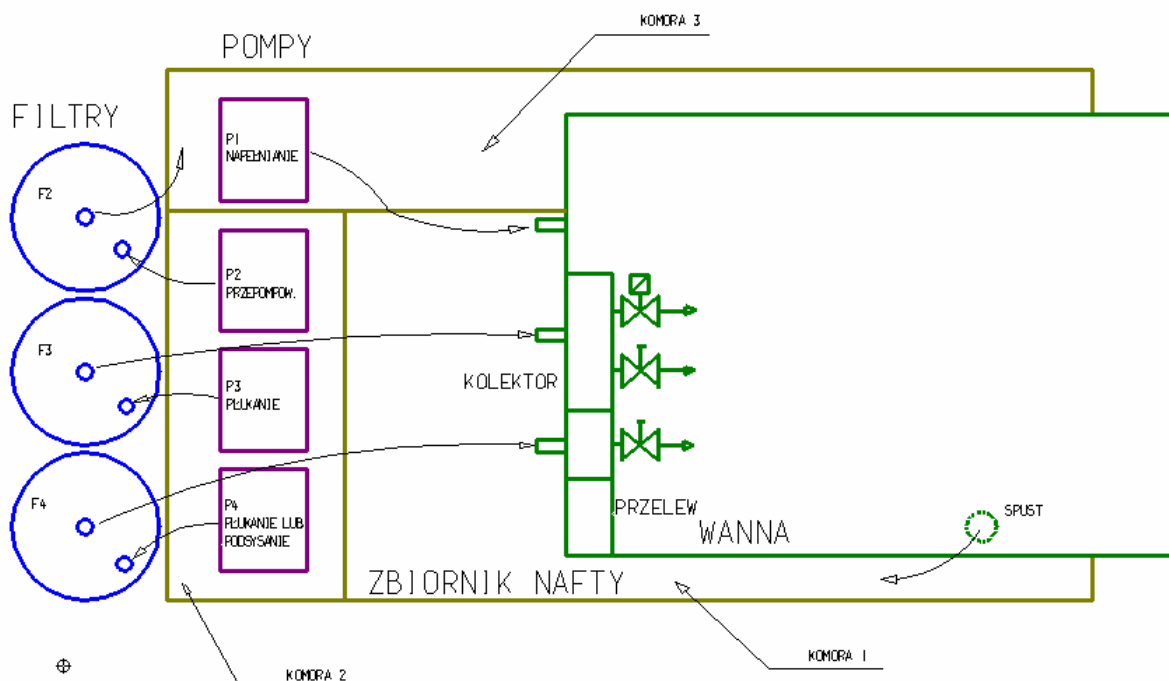 KOMORA 3
POMPY
FILTRY
P1
NAPEŁNIANIE
F2
P2
PRZEPOMPOW.
F3
P3
PŁUKANIE
KOLEKTOR
F4
P4
PŁUKANIE LUB
PODSYSANIE
PRZELEW
WANNA
SPUST
ZBIORNIK NAFTY
KOMORA 1
KOMORA 2